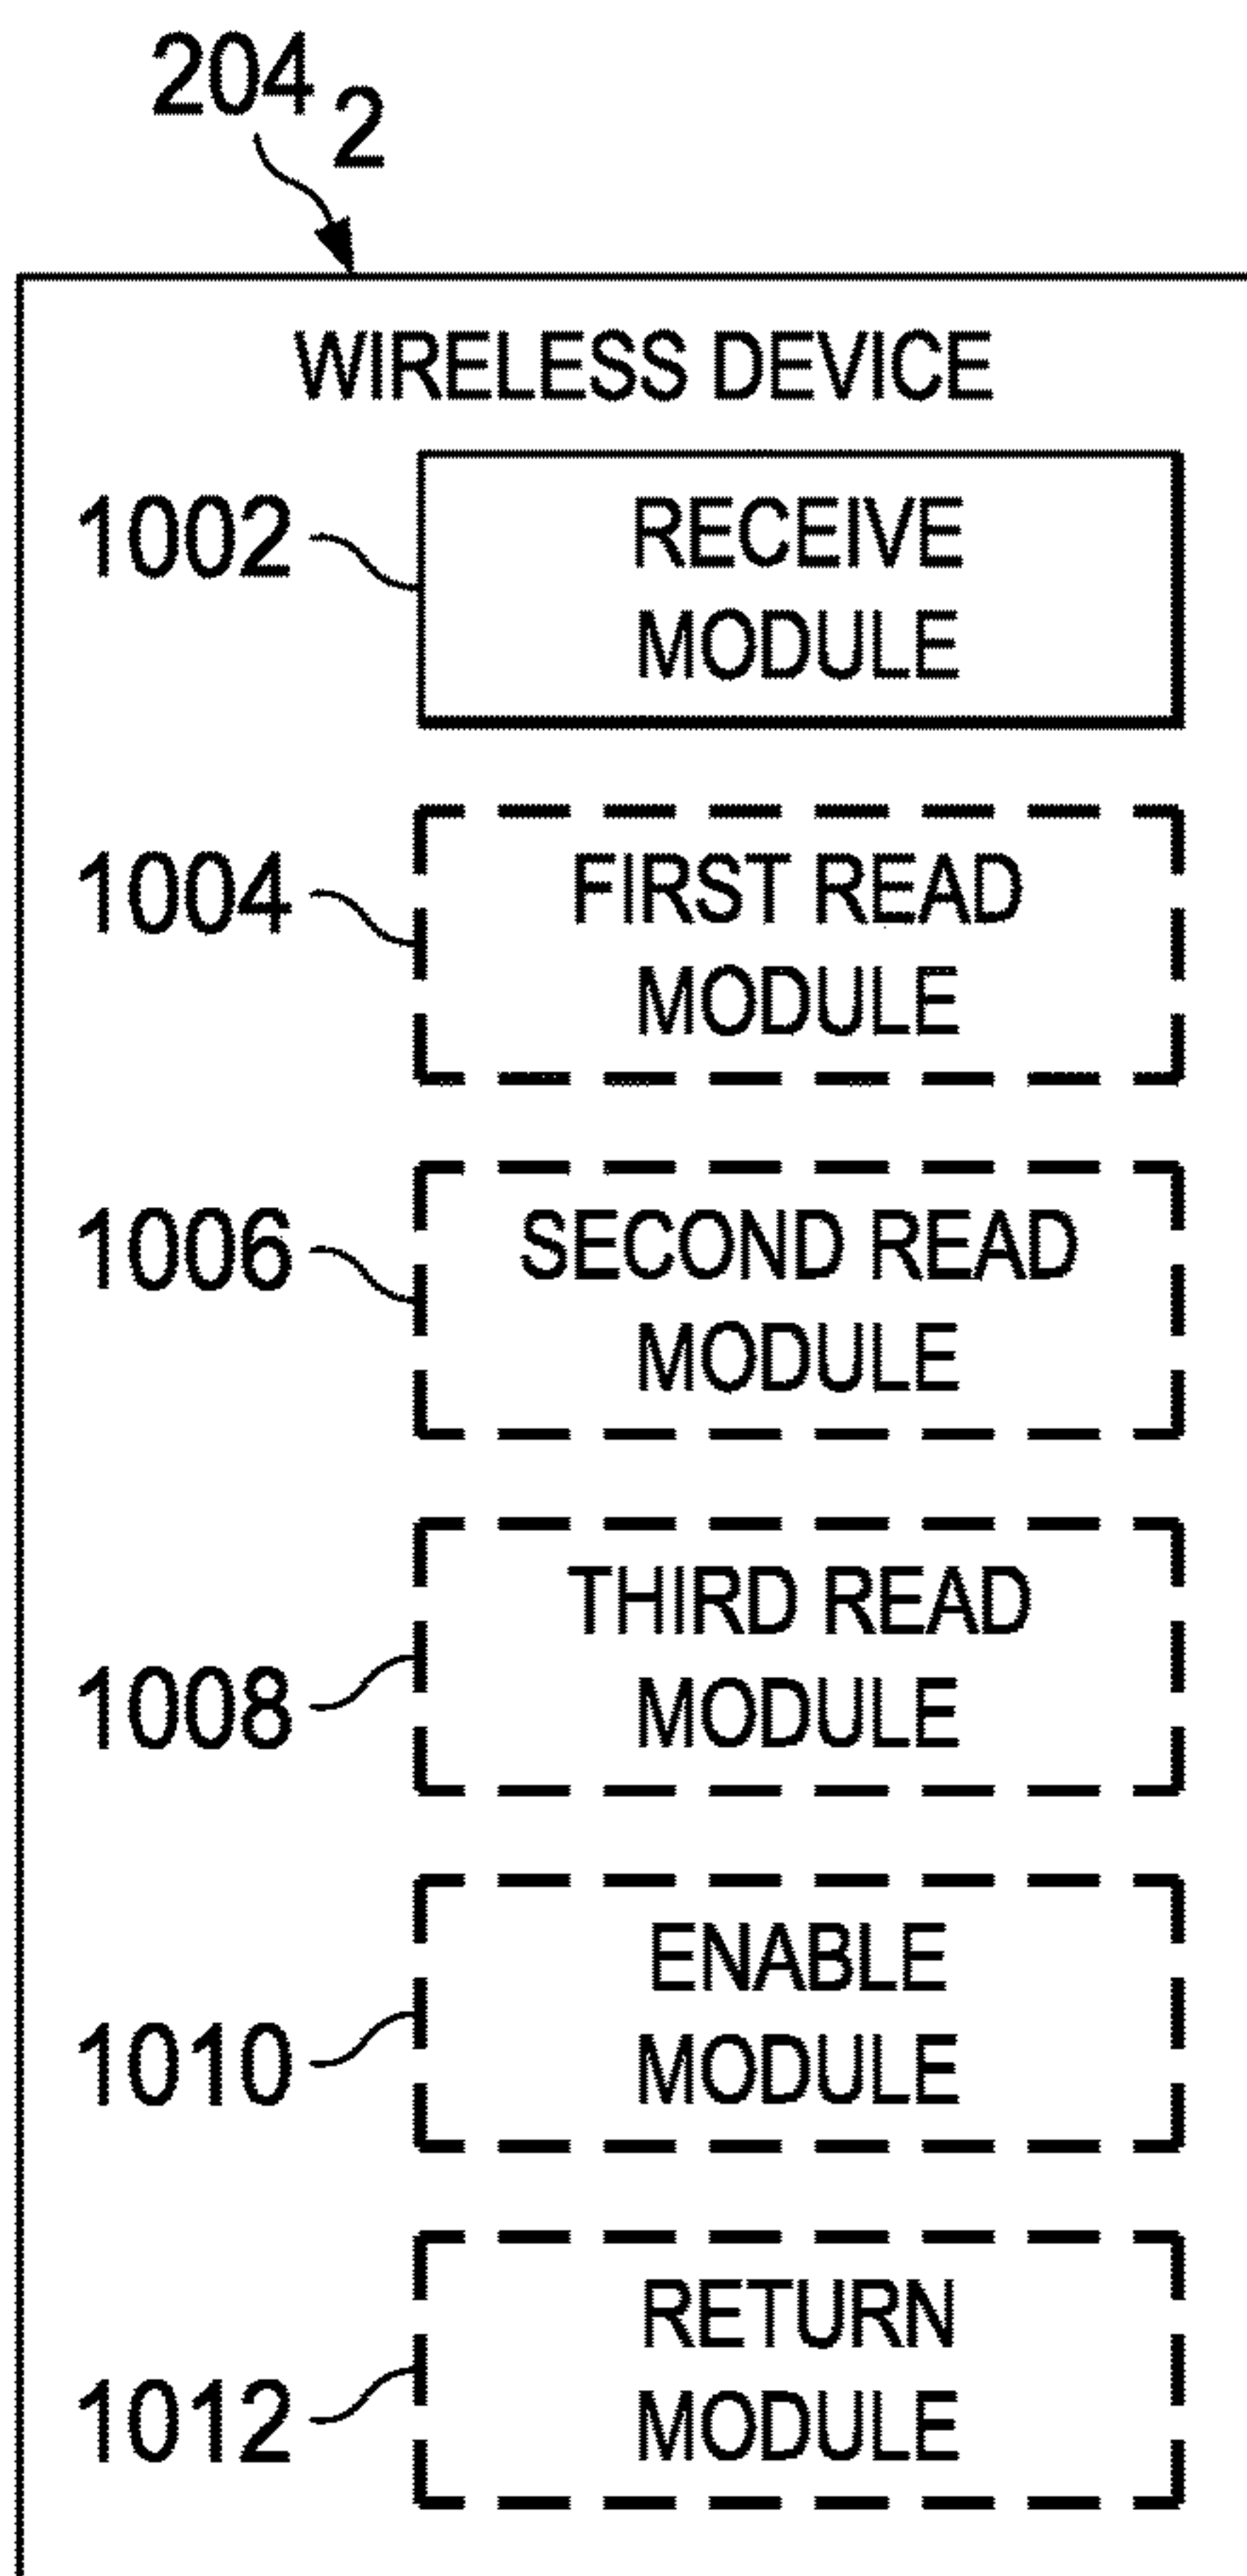 204 2
WIRELESS DEVICE
1002
RECEIVE
MODULE
1004
FIRST READ
MODULE
1006
SECOND READ
MODULE
1008
THIRD READ
MODULE
1010
ENABLE
MODULE
1012
RETURN
MODULE